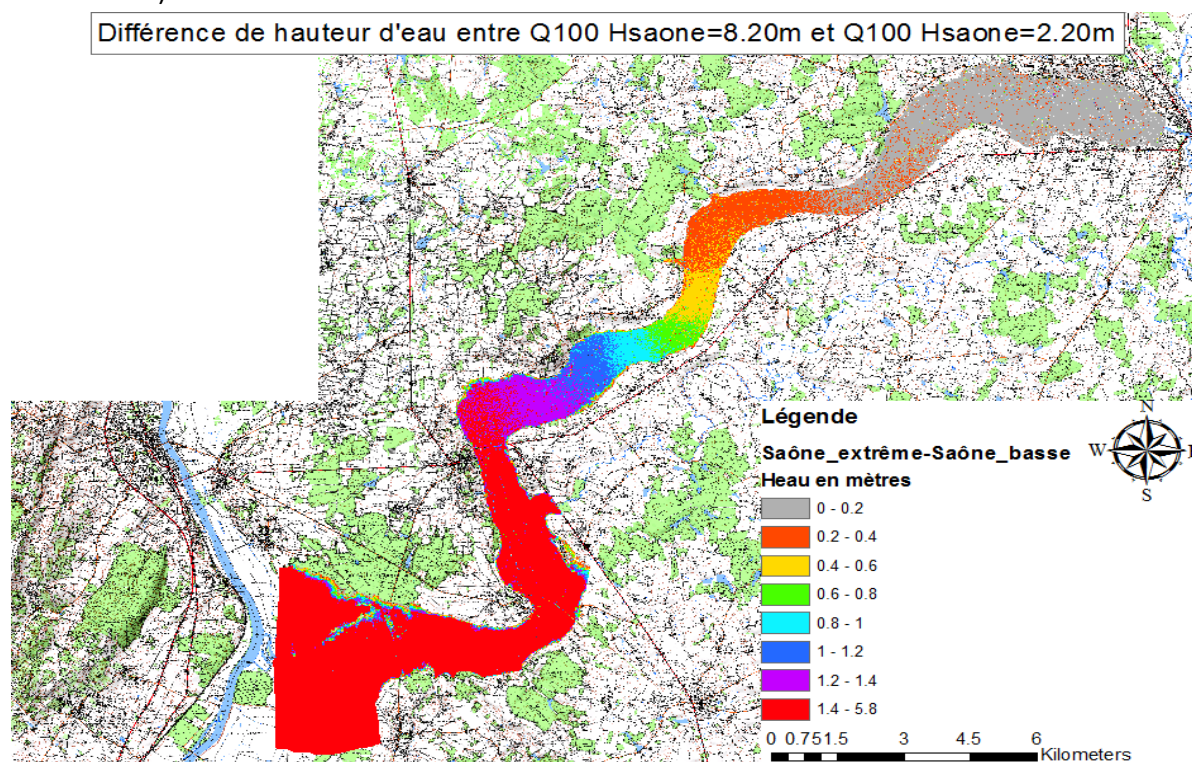 Différence de hauteur d'eau entre Q100 Hsaone=8.20m et Q100 Hsaone=2.20m
Légende
Saône_extrême-Saône_basse
Heau en mètres
0 - 0.2
0.2 - 0.4
0.4 - 0.6
0.6 - 0.8
0.8 - 1
1 - 1.2
1.2 - 1.4
1.4 - 5.8
N
W
S
0 0.75 1.5 3 4.5 6
Kilometers